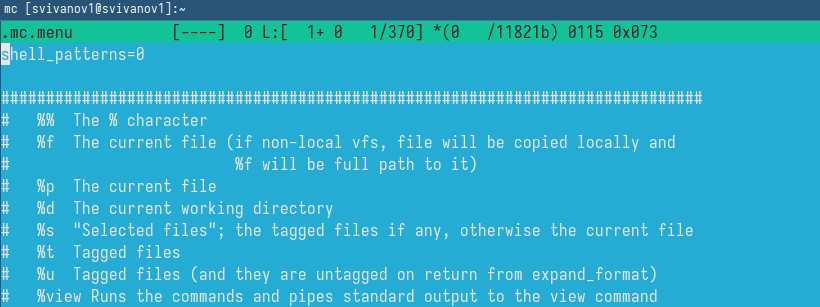 mc [svivanov1@svivanov1]:~
.mc.menu [----] 0 L:[ 1+ 0 1/370] *(0 /11821b) 0115 0x073
shell_patterns=0
##############################################################################
# %% The % character
# %f The current file (if non-local vfs, file will be copied locally and
# %f will be full path to it)
# %p The current file
# %d The current working directory
# %s "Selected files"; the tagged files if any, otherwise the current file
# %t Tagged files
# %u Tagged files (and they are untagged on return from expand_format)
# %view Runs the commands and pipes standard output to the view command